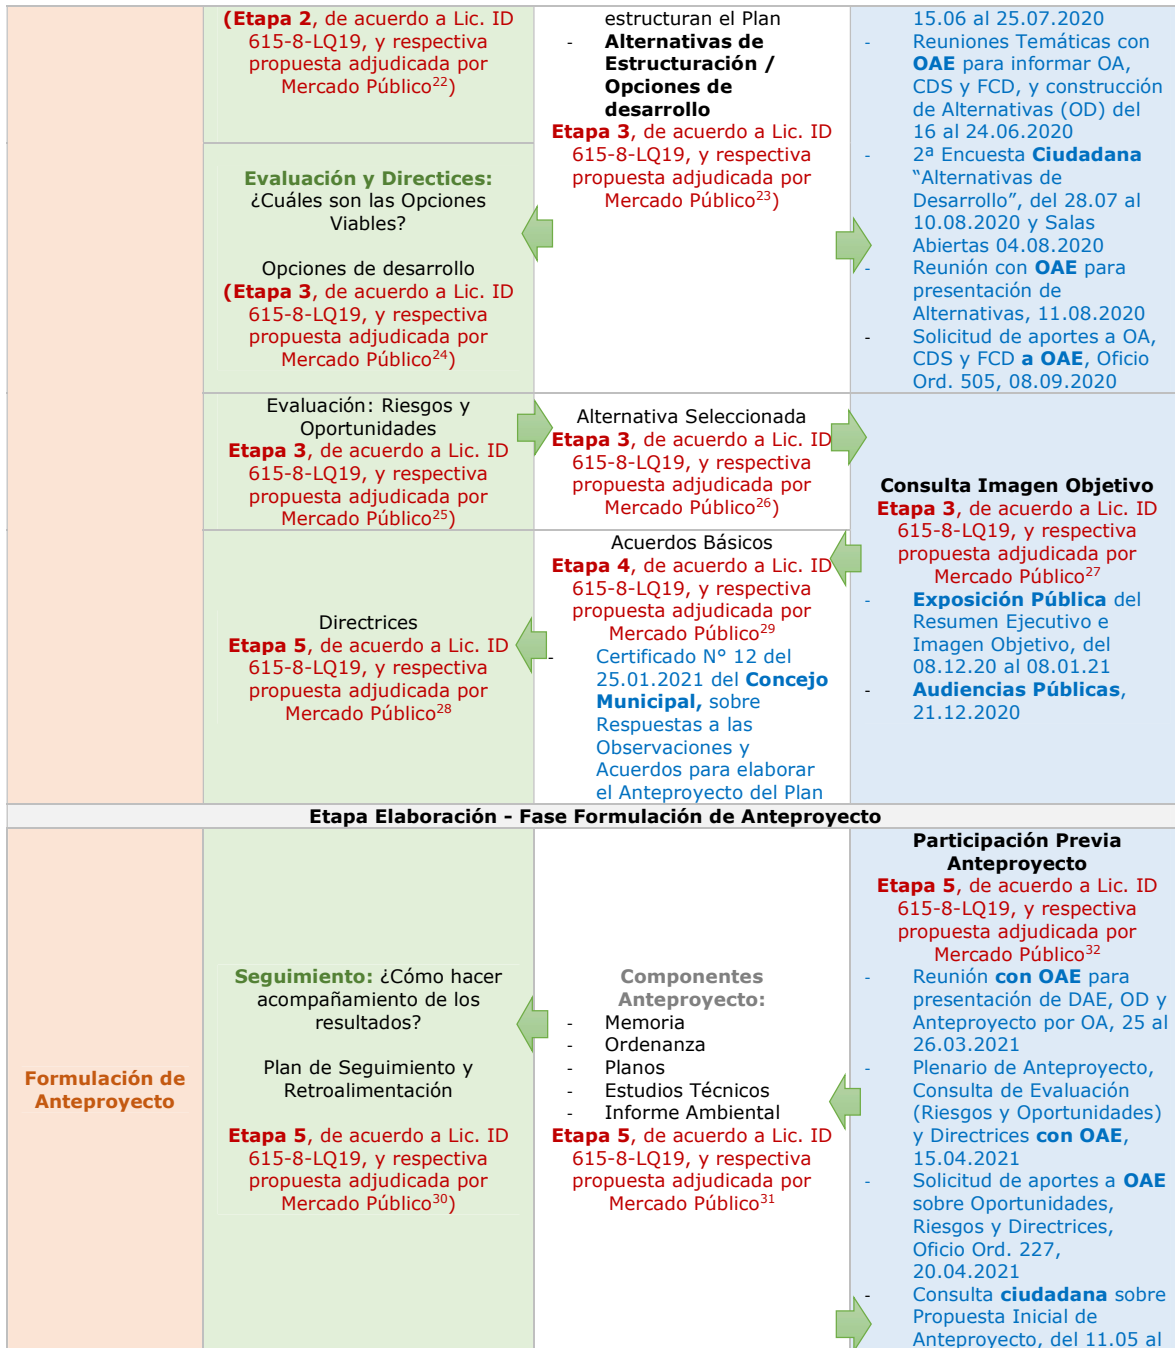 (Etapa 2, de acuerdo a Lic. ID
615-8-LQ19, y respectiva
propuesta adjudicada por
Mercado Público22)
Evaluación y Directices:
¿Cuáles son las Opciones
Viables?
Opciones de desarrollo
(Etapa 3, de acuerdo a Lic. ID
615-8-LQ19, y respectiva
propuesta adjudicada por
Mercado Público24)
estructuran el Plan
- Alternativas de
Estructuración /
Opciones de
desarrollo
Etapa 3, de acuerdo a Lic. ID
615-8-LQ19, y respectiva
propuesta adjudicada por
Mercado Público23)
15.06 al 25.07.2020
- Reuniones Temáticas con
OAE para informar OA,
CDS y FCD, y construcción
de Alternativas (OD) del
16 al 24.06.2020
- 2ª Encuesta Ciudadana
“Alternativas de
Desarrollo”, del 28.07 al
10.08.2020 y Salas
Abiertas 04.08.2020
- Reunión con OAE para
presentación de
Alternativas, 11.08.2020
- Solicitud de aportes a OA,
CDS y FCD a OAE, Oficio
Ord. 505, 08.09.2020
Evaluación: Riesgos y
Oportunidades
Etapa 3, de acuerdo a Lic. ID
615-8-LQ19, y respectiva
propuesta adjudicada por
Mercado Público25)
Alternativa Seleccionada
Etapa 3, de acuerdo a Lic. ID
615-8-LQ19, y respectiva
propuesta adjudicada por
Mercado Público26)
Consulta Imagen Objetivo
Etapa 3, de acuerdo a Lic. ID
615-8-LQ19, y respectiva
propuesta adjudicada por
Mercado Público27
- Exposición Pública del
Resumen Ejecutivo e
Imagen Objetivo, del
08.12.20 al 08.01.21
- Audiencias Públicas,
21.12.2020
Directrices
Etapa 5, de acuerdo a Lic. ID
615-8-LQ19, y respectiva
propuesta adjudicada por
Mercado Público28
Acuerdos Básicos
Etapa 4, de acuerdo a Lic. ID
615-8-LQ19, y respectiva
propuesta adjudicada por
Mercado Público29
- Certificado N° 12 del
25.01.2021 del Concejo
Municipal, sobre
Respuestas a las
Observaciones y
Acuerdos para elaborar
el Anteproyecto del Plan
Etapa Elaboración - Fase Formulación de Anteproyecto
Formulación de
Anteproyecto
Seguimiento: ¿Cómo hacer
acompañamiento de los
resultados?
Plan de Seguimiento y
Retroalimentación
Etapa 5, de acuerdo a Lic. ID
615-8-LQ19, y respectiva
propuesta adjudicada por
Mercado Público30)
Componentes
Anteproyecto:
- Memoria
- Ordenanza
- Planos
- Estudios Técnicos
- Informe Ambiental
Etapa 5, de acuerdo a Lic. ID
615-8-LQ19, y respectiva
propuesta adjudicada por
Mercado Público31
Participación Previa
Anteproyecto
Etapa 5, de acuerdo a Lic. ID
615-8-LQ19, y respectiva
propuesta adjudicada por
Mercado Público32
- Reunión con OAE para
presentación de DAE, OD y
Anteproyecto por OA, 25 al
26.03.2021
- Plenario de Anteproyecto,
Consulta de Evaluación
(Riesgos y Oportunidades)
y Directrices con OAE,
15.04.2021
- Solicitud de aportes a OAE
sobre Oportunidades,
Riesgos y Directrices,
Oficio Ord. 227,
20.04.2021
- Consulta ciudadana sobre
Propuesta Inicial de
Anteproyecto, del 11.05 al